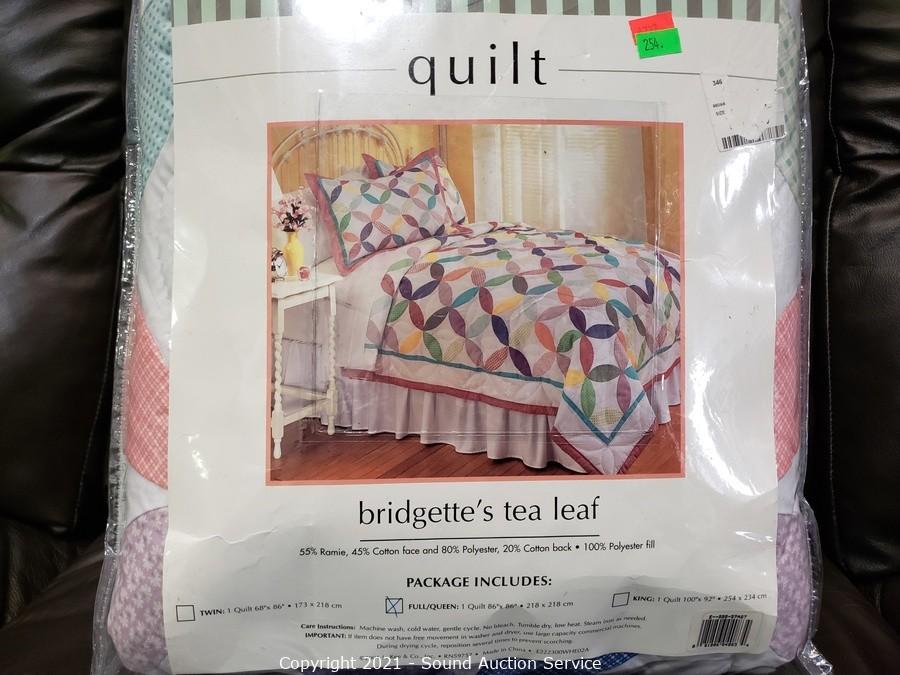 254.
quilt
346
bridgette's tea leaf
55% Ramie, 45% Cotton face and 80% Polyester, 20% Cotton back • 100% Polyester fill
PACKAGE INCLUDES:
TWIN: 1 Quilt 68"x 86" • 173 x 218 cm
FULL/QUEEN: 1 Quilt 86"x 86" • 218 x 218 cm
KING: 1 Quilt 100"x 92" • 254 x 234 cm
Care Instructions: Machine wash, cold water, gentle cycle. No bleach. Tumble dry, low heat. Steam iron as needed.
IMPORTANT: If item does not have free movement in washer and dryer, use large capacity commercial machines.
During drying cycle, reposition several times to prevent scorching.
Made in China • E222300WHE02A
Copyright 2021 - Sound Auction Service